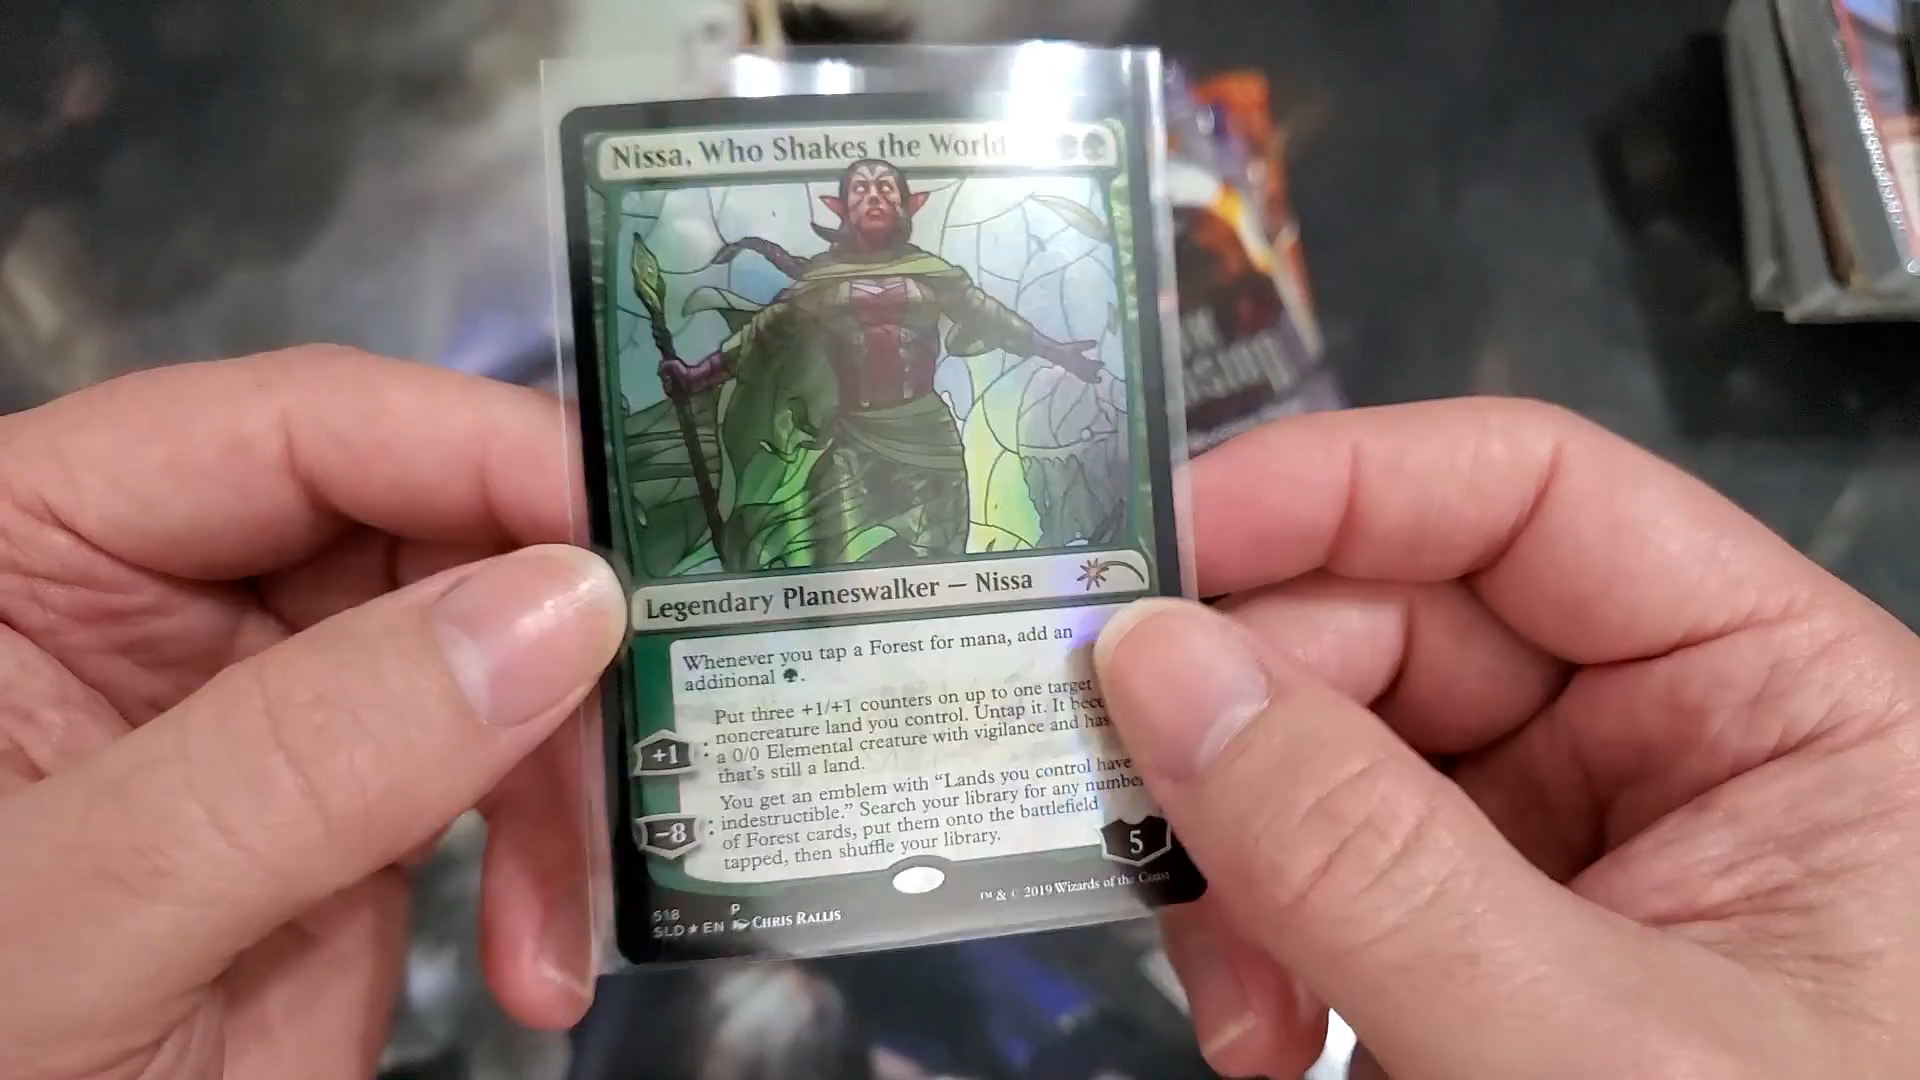 Nissa, Who Shakes the World
Legendary Planeswalker — Nissa
Whenever you tap a Forest for mana, add an
additional
Put three +1/+1 counters on up to one target
noncreature land you control. Untap it. It
+1 : a 0/0 Elemental creature with vigilance and
that's still a land.
You get an emblem with “Lands you control have
−8 : indestructible.” Search your library for any number
of Forest cards, put them onto the battlefield
tapped, then shuffle your library.
5
™ & © 2019 Wizards of the Coast
518 P
SLD ★ EN CHRIS RALLIS